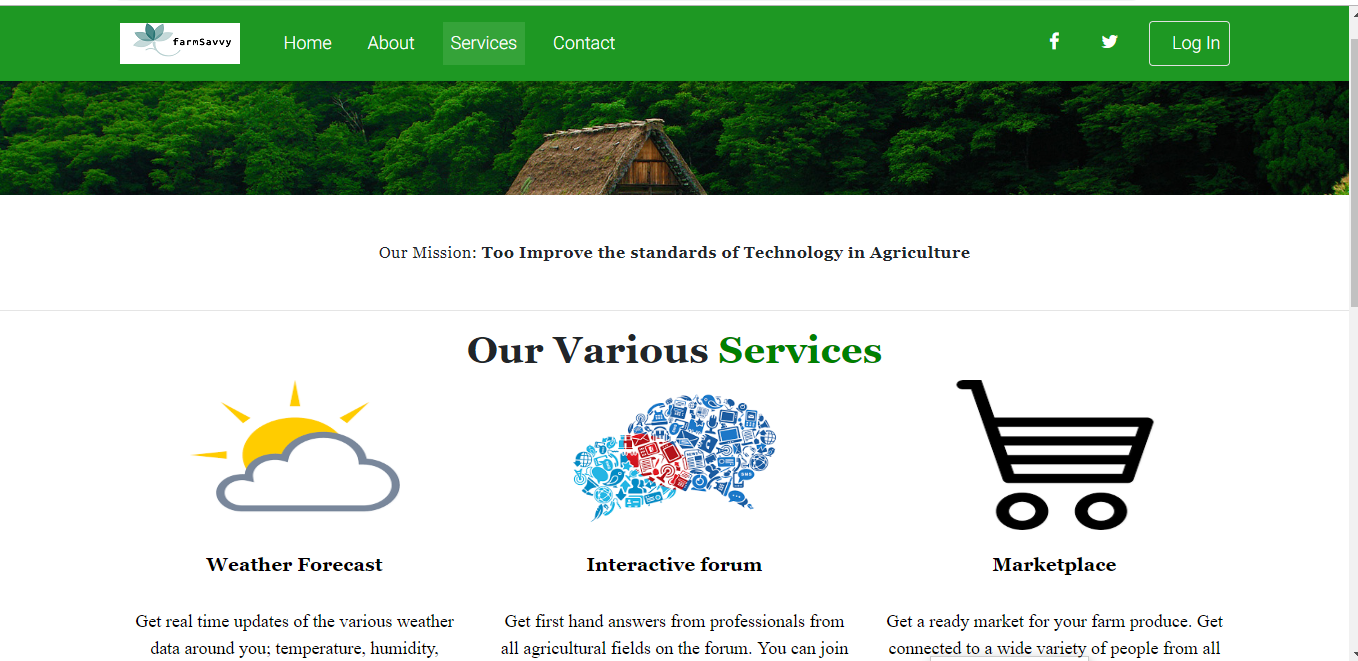 farmSavvy
Home About Services Contact Log In
Our Mission: Too Improve the standards of Technology in Agriculture
Our Various Services
Weather Forecast
Interactive forum
Marketplace
Get real time updates of the various weather
data around you; temperature, humidity,
Get first hand answers from professionals from
all agricultural fields on the forum. You can join
Get a ready market for your farm produce. Get
connected to a wide variety of people from all